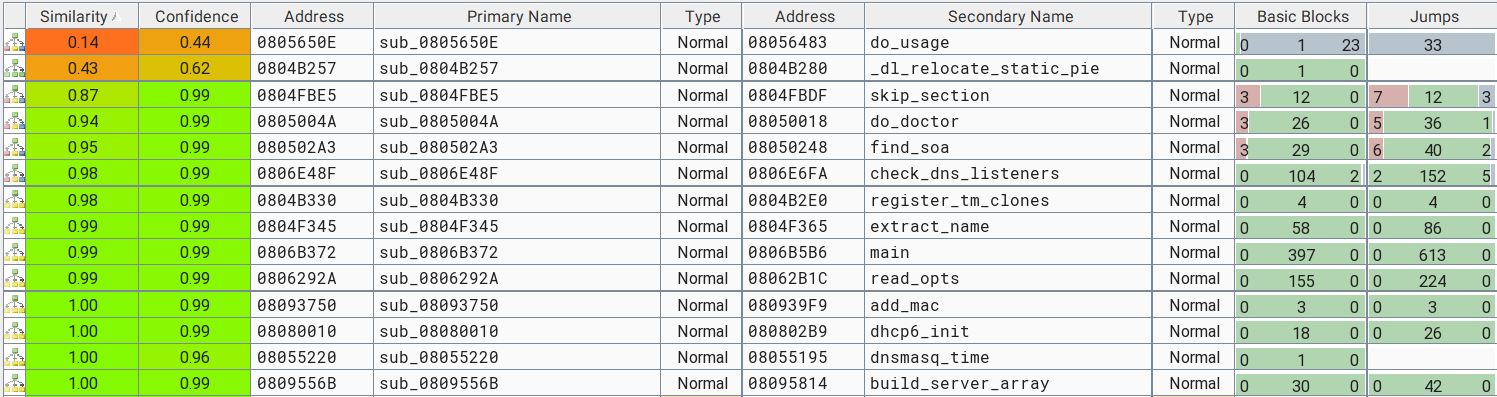 Similarity Confidence Address Primary Name Type Address Secondary Name Type Basic Blocks Jumps
0.14 0.44 0805650E sub_0805650E Normal 08056483 do_usage Normal 0 1 23 33
0.43 0.62 0804B257 sub_0804B257 Normal 0804B280 _dl_relocate_static_pie Normal 0 1 0
0.87 0.99 0804FBE5 sub_0804FBE5 Normal 0804FBDF skip_section Normal 3 12 0 7 12 3
0.94 0.99 0805004A sub_0805004A Normal 08050018 do_doctor Normal 3 26 0 5 36 1
0.95 0.99 080502A3 sub_080502A3 Normal 08050248 find_soa Normal 3 29 0 6 40 2
0.98 0.99 0806E48F sub_0806E48F Normal 0806E6FA check_dns_listeners Normal 0 104 2 2 152 5
0.98 0.99 0804B330 sub_0804B330 Normal 0804B2E0 register_tm_clones Normal 0 4 0 0 4 0
0.99 0.99 0804F345 sub_0804F345 Normal 0804F365 extract_name Normal 0 58 0 0 86 0
0.99 0.99 0806B372 sub_0806B372 Normal 0806B5B6 main Normal 0 397 0 0 613 0
0.99 0.99 0806292A sub_0806292A Normal 08062B1C read_opts Normal 0 155 0 0 224 0
1.00 0.99 08093750 sub_08093750 Normal 080939F9 add_mac Normal 0 3 0 0 3 0
1.00 0.99 08080010 sub_08080010 Normal 080802B9 dhcp6_init Normal 0 18 0 0 26 0
1.00 0.96 08055220 sub_08055220 Normal 08055195 dnsmasq_time Normal 0 1 0
1.00 0.99 0809556B sub_0809556B Normal 08095814 build_server_array Normal 0 30 0 0 42 0